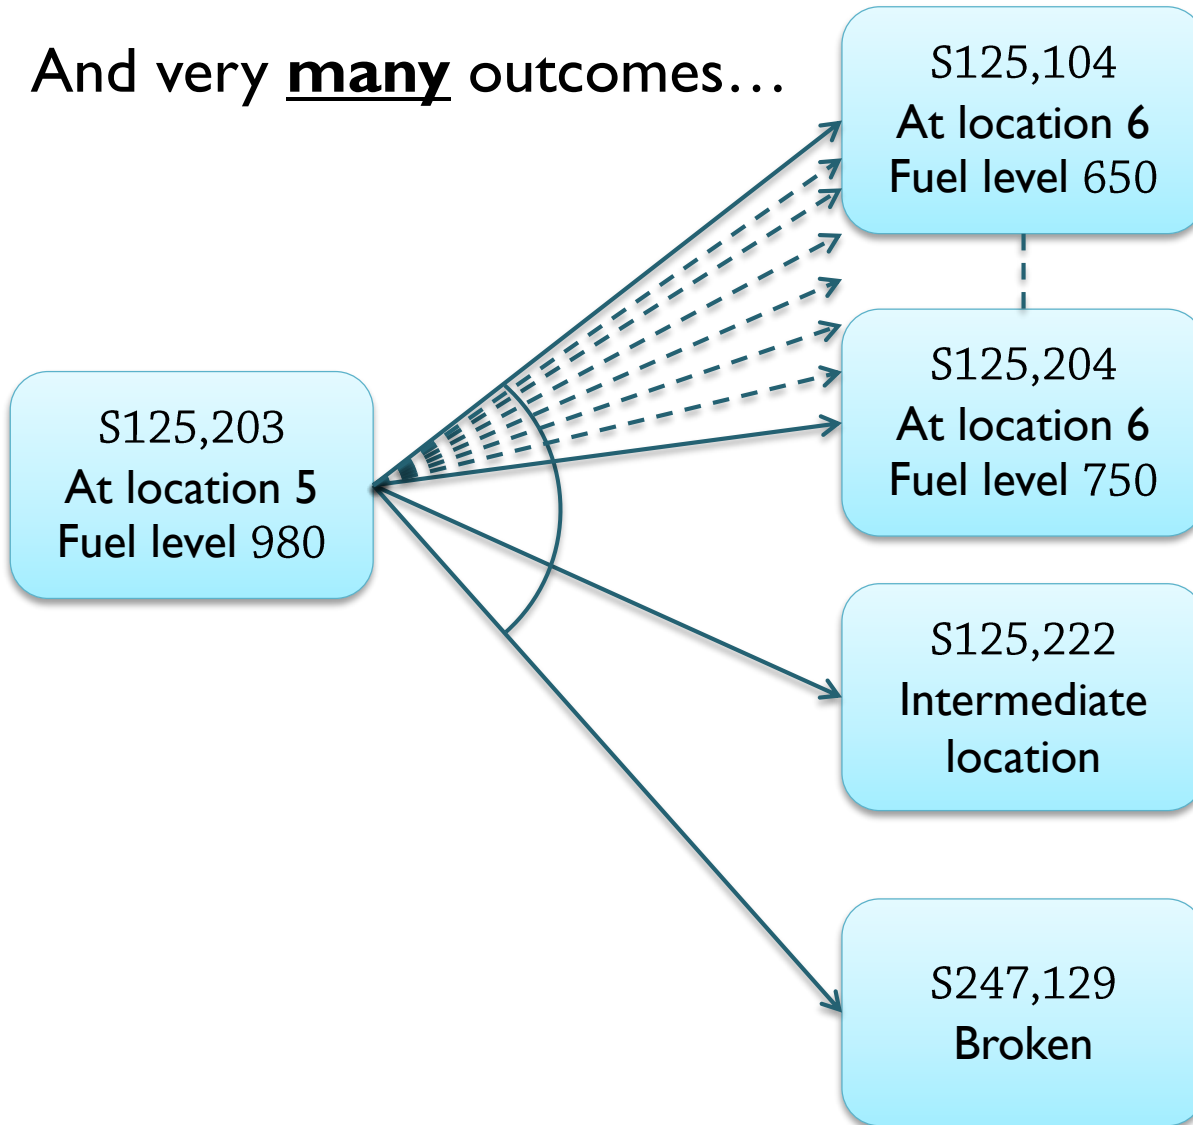 And very many outcomes…
S125,104
At location 6
Fuel level 650
S125,203
At location 5
Fuel level 980
S125,204
At location 6
Fuel level 750
S125,222
Intermediate
location
S247,129
Broken